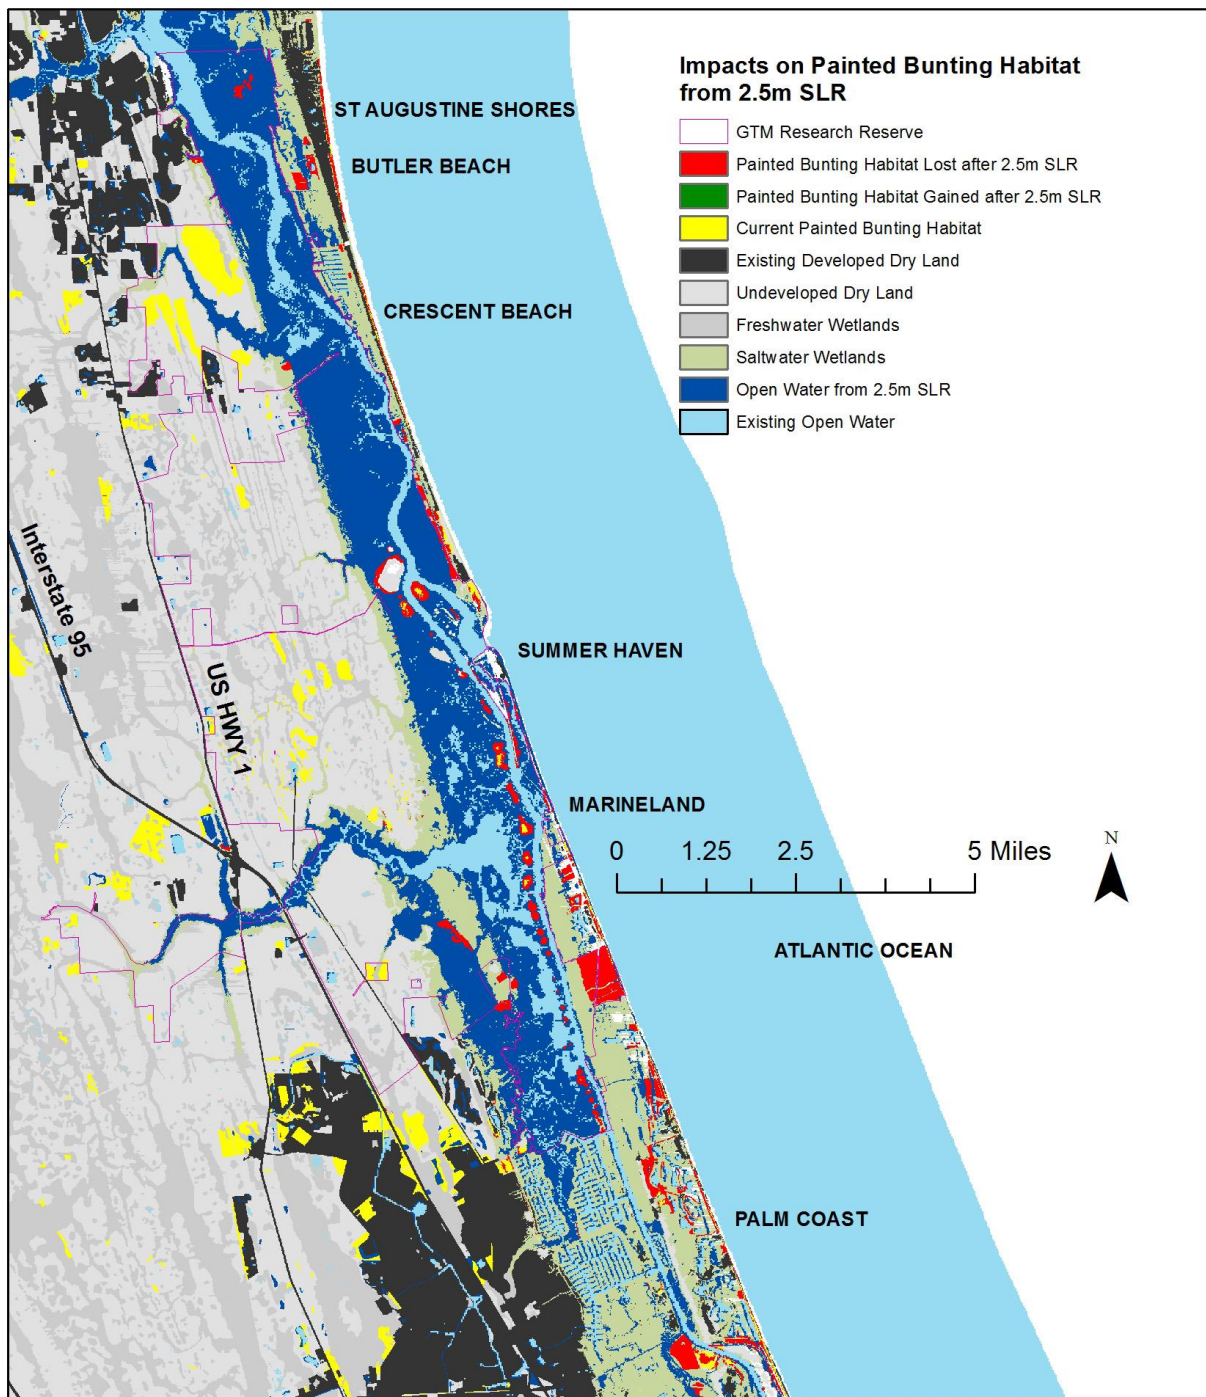 Impacts on Painted Bunting Habitat
from 2.5m SLR
GTM Research Reserve
Painted Bunting Habitat Lost after 2.5m SLR
Painted Bunting Habitat Gained after 2.5m SLR
Current Painted Bunting Habitat
Existing Developed Dry Land
Undeveloped Dry Land
Freshwater Wetlands
Saltwater Wetlands
Open Water from 2.5m SLR
Existing Open Water
ST AUGUSTINE SHORES
BUTLER BEACH
CRESCENT BEACH
Interstate 95
US HWY 1
SUMMER HAVEN
MARINELAND
0 1.25 2.5 5 Miles
N
ATLANTIC OCEAN
PALM COAST